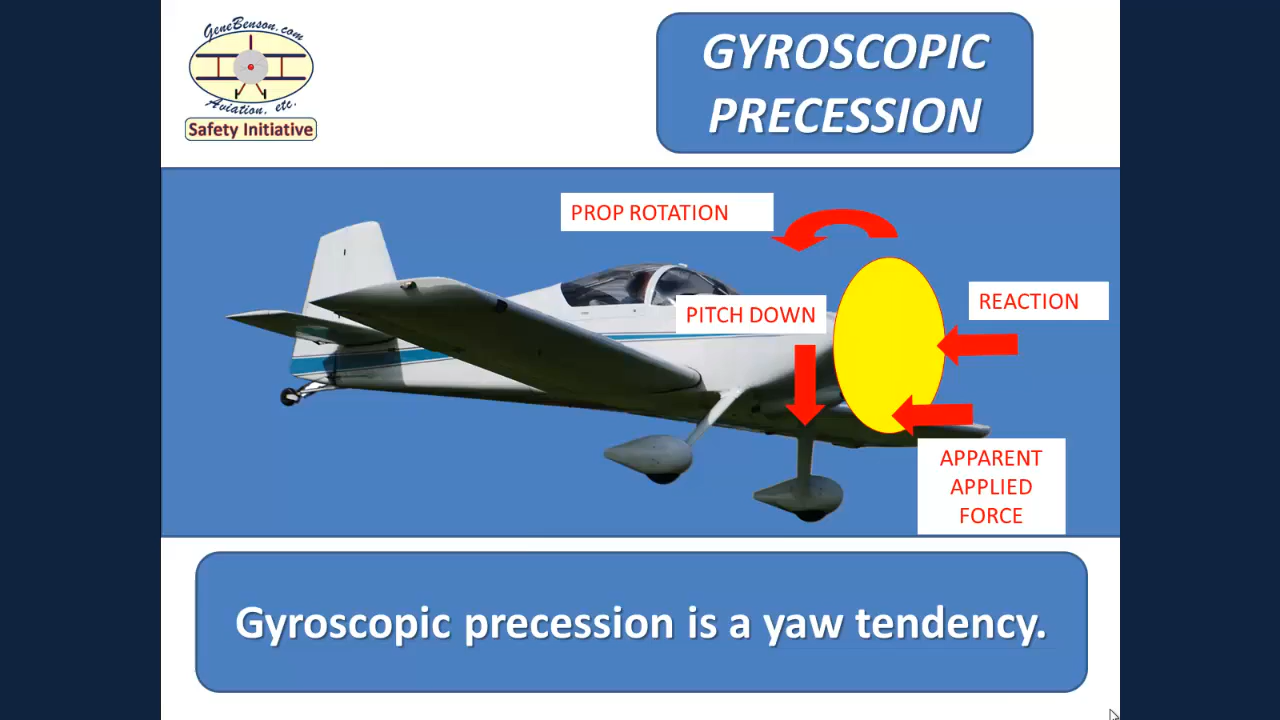 GeneBenson.com
Aviation, etc.
Safety Initiative
GYROSCOPIC
PRECESSION
PROP ROTATION
REACTION
PITCH DOWN
APPARENT
APPLIED
FORCE
Gyroscopic precession is a yaw tendency.